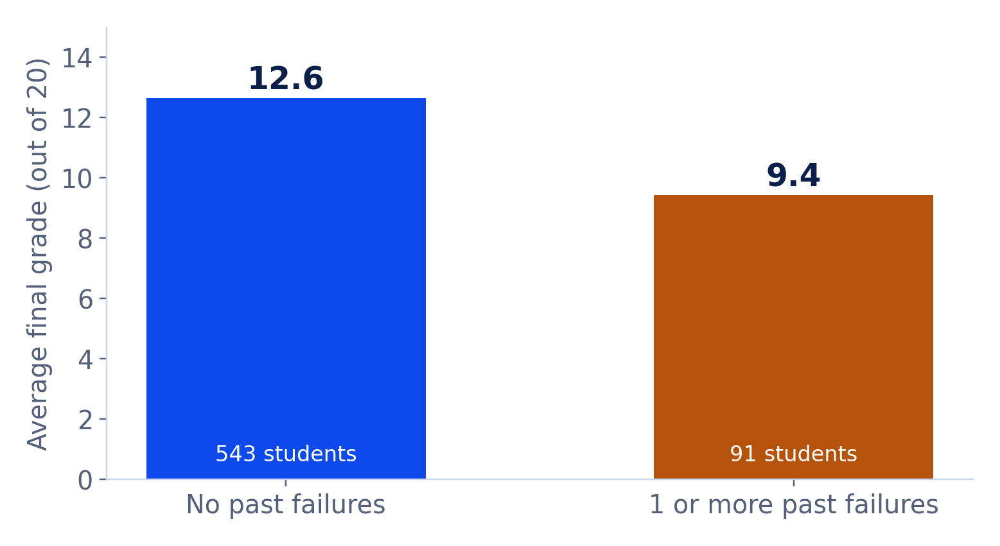 Average final grade (out of 20)
14
12
10
8
6
4
2
0
12.6
9.4
543 students
91 students
No past failures
1 or more past failures